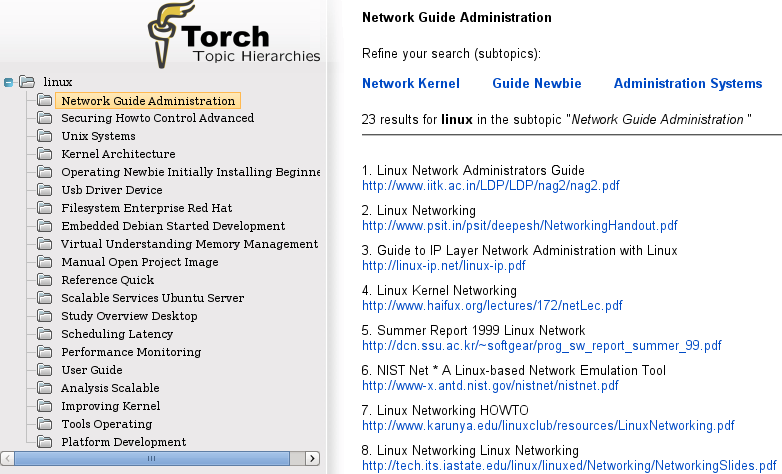 Torch
Topic Hierarchies
linux
Network Guide Administration
Securing Howto Control Advanced
Unix Systems
Kernel Architecture
Operating Newbie Initially Installing Beginne
Usb Driver Device
Filesystem Enterprise Red Hat
Embedded Debian Started Development
Virtual Understanding Memory Management
Manual Open Project Image
Reference Quick
Scalable Services Ubuntu Server
Study Overview Desktop
Scheduling Latency
Performance Monitoring
User Guide
Analysis Scalable
Improving Kernel
Tools Operating
Platform Development
Network Guide Administration
Refine your search (subtopics):
Network Kernel Guide Newbie Administration Systems
23 results for linux in the subtopic "Network Guide Administration "
1. Linux Network Administrators Guide
http://www.iitk.ac.in/LDP/LDP/nag2/nag2.pdf
2. Linux Networking
http://www.psit.in/psit/deepesh/NetworkingHandout.pdf
3. Guide to IP Layer Network Administration with Linux
http://linux-ip.net/linux-ip.pdf
4. Linux Kernel Networking
http://www.haifux.org/lectures/172/netLec.pdf
5. Summer Report 1999 Linux Network
http://dcn.ssu.ac.kr/~softgear/prog_sw_report_summer_99.pdf
6. NIST Net * A Linux-based Network Emulation Tool
http://www-x.antd.nist.gov/nistnet/nistnet.pdf
7. Linux Networking HOWTO
http://www.karunya.edu/linuxclub/resources/LinuxNetworking.pdf
8. Linux Networking Linux Networking
http://tech.its.iastate.edu/linux/linuxed/Networking/NetworkingSlides.pdf